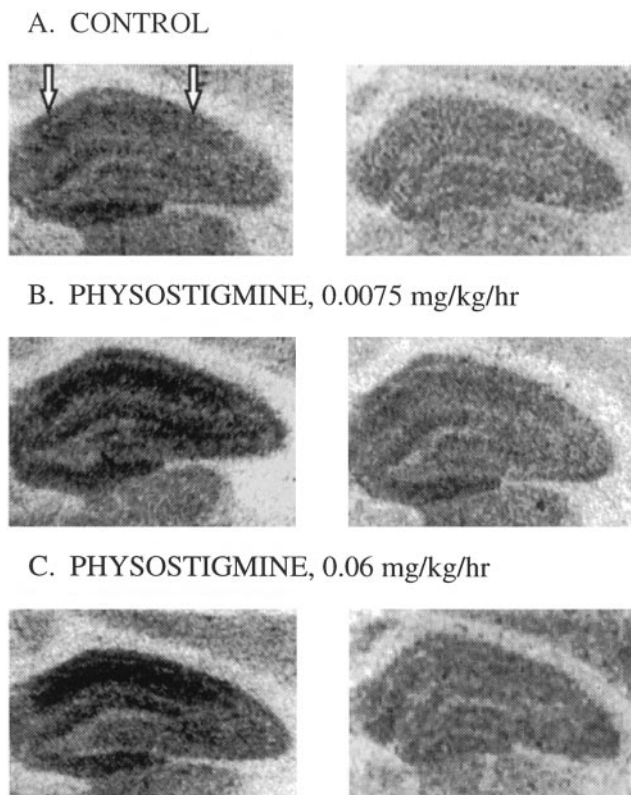 A. CONTROL
B. PHYSOSTIGMINE, 0.0075 mg/kg/hr
C. PHYSOSTIGMINE, 0.06 mg/kg/hr